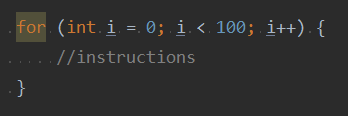 for (int i = 0; i < 100; i++) {
//instructions
}